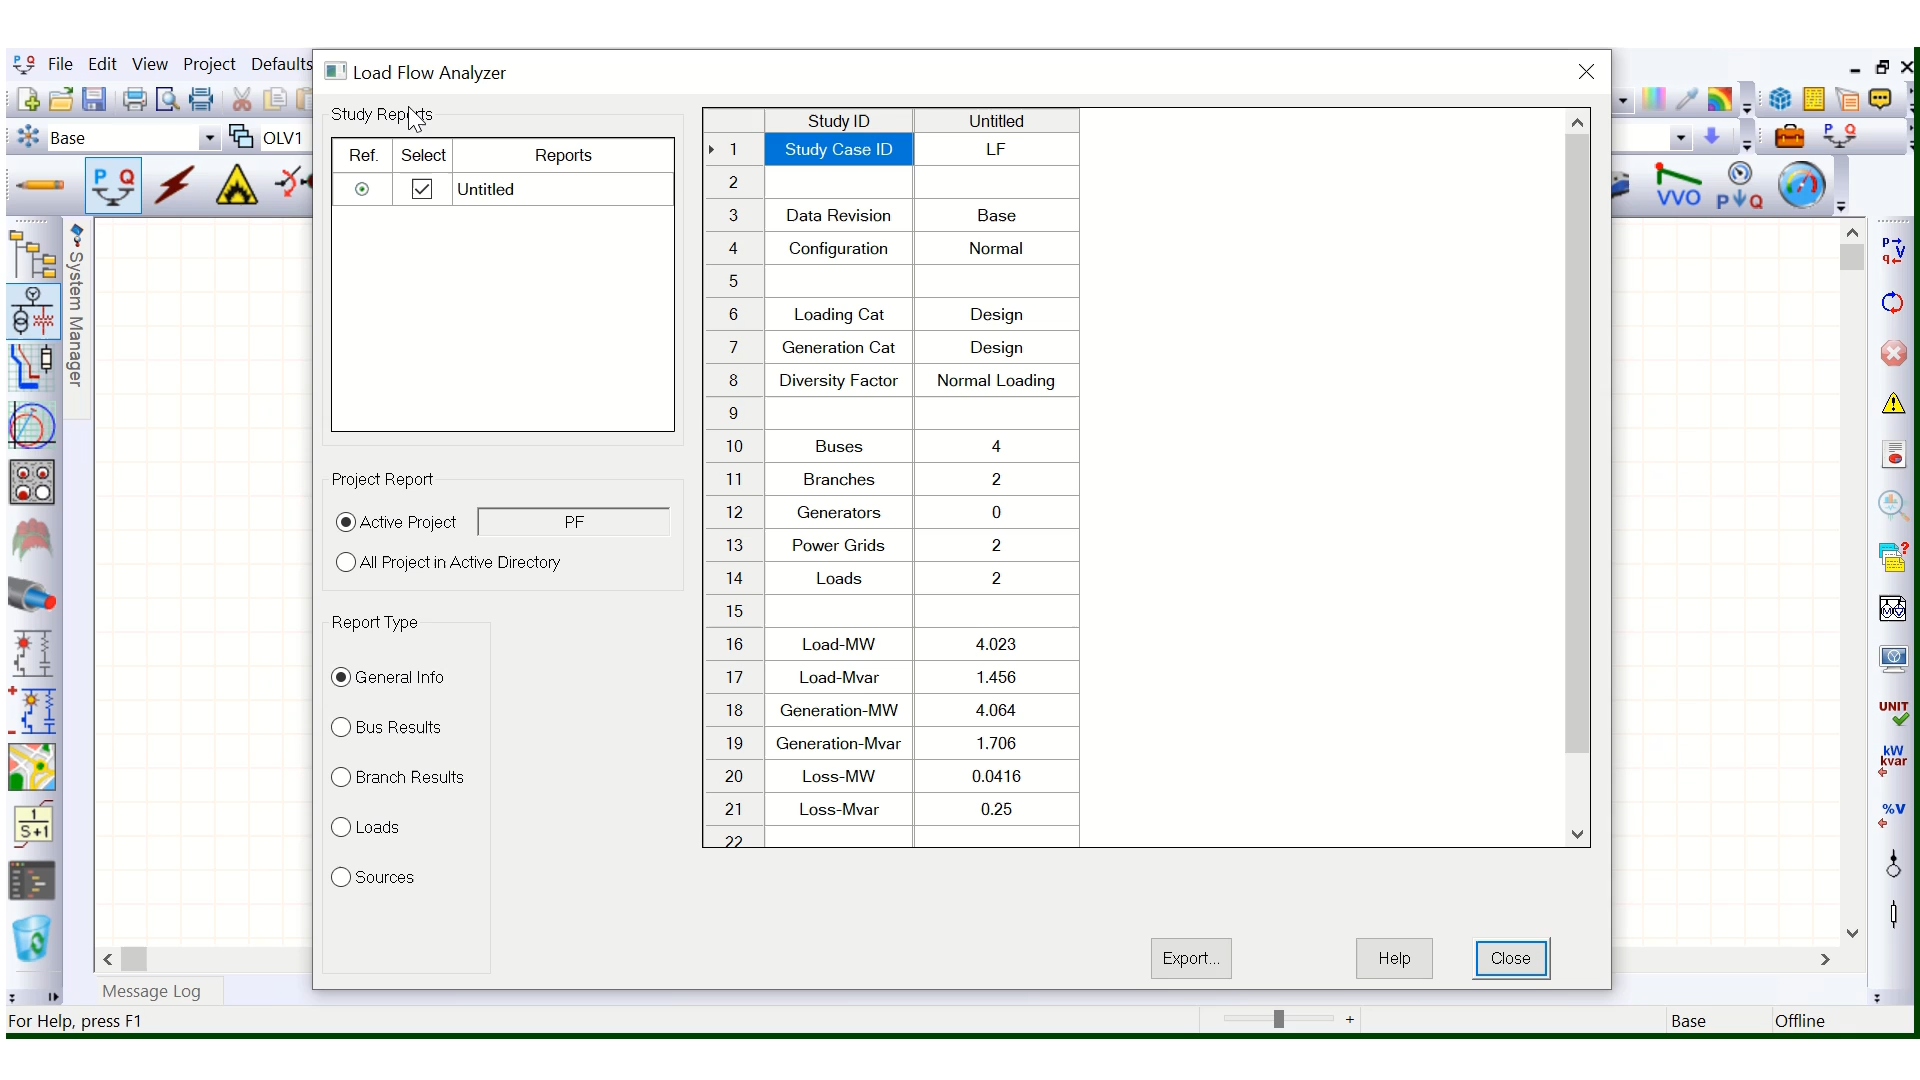 File Edit View Project Defaults
Load Flow Analyzer
Base
OLV1
P Q
VVO
P Q
System Manager
Study Reports
Ref. Select Reports
Untitled
Project Report
Active Project PF
All Project in Active Directory
Report Type
General Info
Bus Results
Branch Results
Loads
Sources
Study ID Untitled
1 Study Case ID LF
2
3 Data Revision Base
4 Configuration Normal
5
6 Loading Cat Design
7 Generation Cat Design
8 Diversity Factor Normal Loading
9
10 Buses 4
11 Branches 2
12 Generators 0
13 Power Grids 2
14 Loads 2
15
16 Load-MW 4.023
17 Load-Mvar 1.456
18 Generation-MW 4.064
19 Generation-Mvar 1.706
20 Loss-MW 0.0416
21 Loss-Mvar 0.25
22
Export... Help Close
UNIT
kW
kvar
%V
1
S+1
Message Log
For Help, press F1
Base Offline